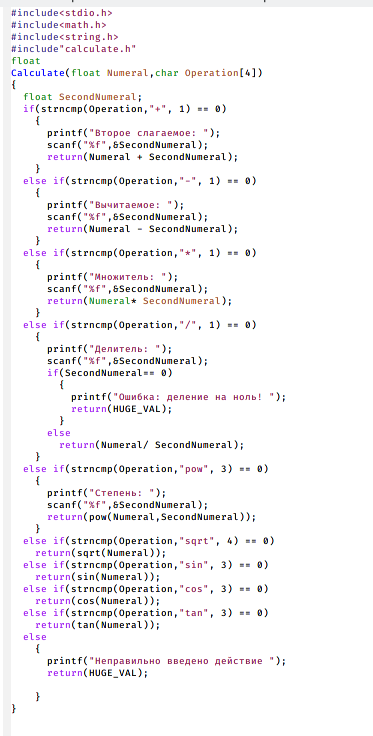 #include<stdio.h>
#include<math.h>
#include<string.h>
#include"calculate.h"
float
Calculate(float Numeral,char Operation[4])
{
  float SecondNumeral;
  if(strncmp(Operation,"+", 1) == 0)
    {
      printf("Второе слагаемое: ");
      scanf("%f",&SecondNumeral);
      return(Numeral + SecondNumeral);
    }
  else if(strncmp(Operation,"-", 1) == 0)
    {
      printf("Вычитаемое: ");
      scanf("%f",&SecondNumeral);
      return(Numeral - SecondNumeral);
    }
  else if(strncmp(Operation,"*", 1) == 0)
    {
      printf("Множитель: ");
      scanf("%f",&SecondNumeral);
      return(Numeral* SecondNumeral);
    }
  else if(strncmp(Operation,"/", 1) == 0)
    {
      printf("Делитель: ");
      scanf("%f",&SecondNumeral);
      if(SecondNumeral== 0)
        {
          printf("Ошибка: деление на ноль! ");
          return(HUGE_VAL);
        }
      else
        return(Numeral/ SecondNumeral);
    }
  else if(strncmp(Operation,"pow", 3) == 0)
    {
      printf("Степень: ");
      scanf("%f",&SecondNumeral);
      return(pow(Numeral,SecondNumeral));
    }
  else if(strncmp(Operation,"sqrt", 4) == 0)
    return(sqrt(Numeral));
  else if(strncmp(Operation,"sin", 3) == 0)
    return(sin(Numeral));
  else if(strncmp(Operation,"cos", 3) == 0)
    return(cos(Numeral));
  else if(strncmp(Operation,"tan", 3) == 0)
    return(tan(Numeral));
  else
    {
      printf("Неправильно введено действие ");
      return(HUGE_VAL);

    }
}